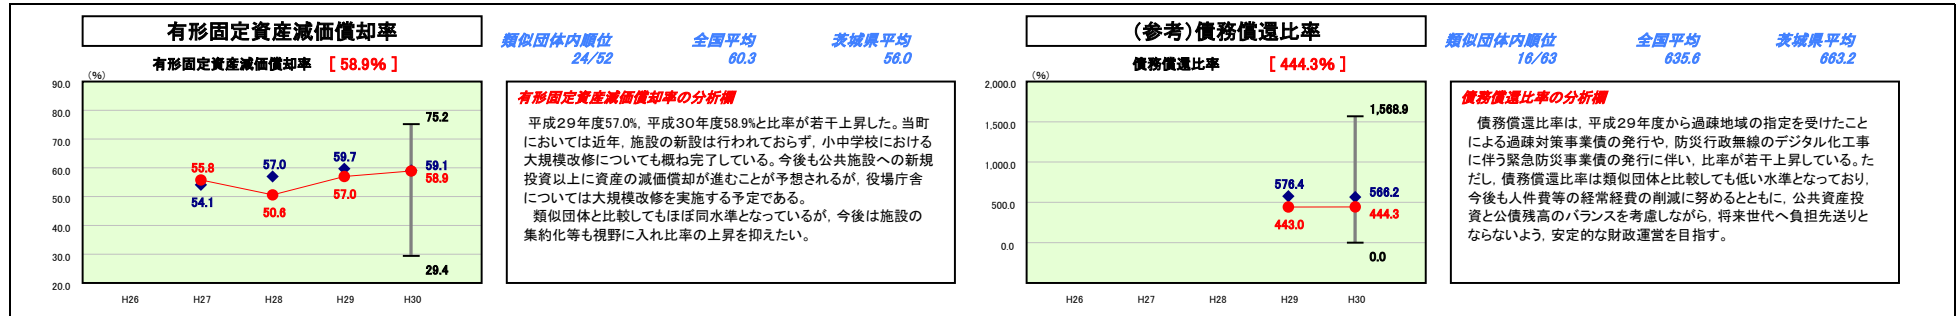 有形固定資産減価償却率
有形固定資産減価償却率 [ 58.9% ]
類似団体内順位
24/52
全国平均
60.3
茨城県平均
56.0
(%)
90.0
80.0
70.0
60.0
50.0
40.0
30.0
20.0
75.2
55.8
57.0
59.7
59.1
58.9
54.1
50.6
57.0
29.4
H26
H27
H28
H29
H30
有形固定資産減価償却率の分析欄
平成29年度57.0%，平成30年度58.9%と比率が若干上昇した。当町
においては近年，施設の新設は行われておらず，小中学校における
大規模改修についても概ね完了している。今後も公共施設への新規
投資以上に資産の減価償却が進むことが予想されるが，役場庁舎
については大規模改修を実施する予定である。
類似団体と比較してもほぼ同水準となっているが，今後は施設の
集約化等も視野に入れ比率の上昇を抑えたい。
(参考)債務償還比率
債務償還比率 [ 444.3% ]
類似団体内順位
16/63
全国平均
635.6
茨城県平均
663.2
(%)
2,000.0
1,500.0
1,000.0
500.0
0.0
1,568.9
576.4
566.2
443.0
444.3
0.0
H26
H27
H28
H29
H30
債務償還比率の分析欄
債務償還比率は，平成29年度から過疎地域の指定を受けたこと
による過疎対策事業債の発行や，防災行政無線のデジタル化工事
に伴う緊急防災事業債の発行に伴い，比率が若干上昇している。た
だし，債務償還比率は類似団体と比較しても低い水準となっており，
今後も人件費等の経常経費の削減に努めるとともに，公共資産投
資と公債残高のバランスを考慮しながら，将来世代へ負担先送りと
ならないよう，安定的な財政運営を目指す。